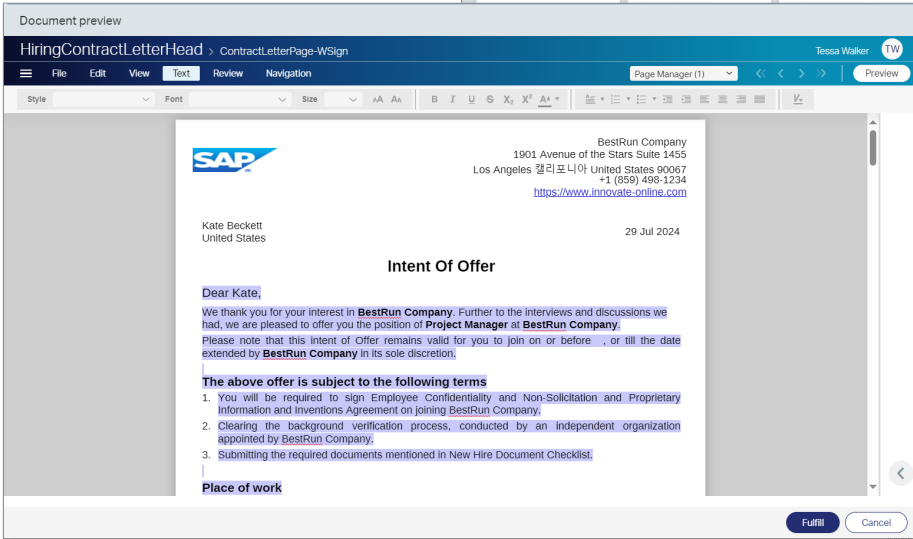 Document preview
HiringContractLetterHead > ContractLetterPage-WSign
Tessa Walker TW
File Edit View Text Review Navigation Page Manager (1) Preview
Style Font Size AA AA B I U S X₂ X² A
SAP
BestRun Company
1901 Avenue of the Stars Suite 1455
Los Angeles 캘리포니아 United States 90067
+1 (859) 498-1234
https://www.innovate-online.com
Kate Beckett
United States
29 Jul 2024
Intent Of Offer
Dear Kate,
We thank you for your interest in BestRun Company. Further to the interviews and discussions we
had, we are pleased to offer you the position of Project Manager at BestRun Company.
Please note that this intent of Offer remains valid for you to join on or before , or till the date
extended by BestRun Company in its sole discretion.
The above offer is subject to the following terms
1. You will be required to sign Employee Confidentiality and Non-Solicitation and Proprietary
Information and Inventions Agreement on joining BestRun Company.
2. Clearing the background verification process, conducted by an independent organization
appointed by BestRun Company.
3. Submitting the required documents mentioned in New Hire Document Checklist.
Place of work
Fulfill Cancel